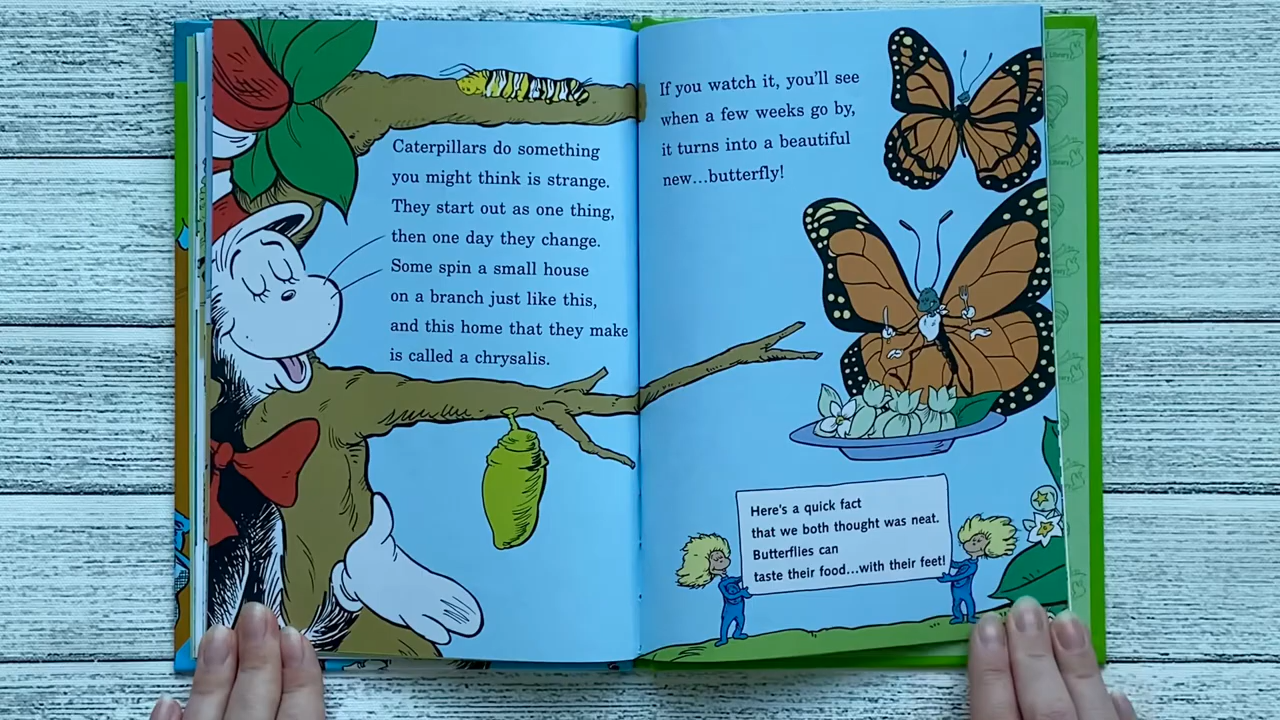 Caterpillars do something
you might think is strange.
They start out as one thing,
then one day they change.
Some spin a small house
on a branch just like this,
and this home that they make
is called a chrysalis.
If you watch it, you'll see
when a few weeks go by,
it turns into a beautiful
new...butterfly!
Here's a quick fact
that we both thought was neat.
Butterflies can
taste their food...with their feet!
Library
Library